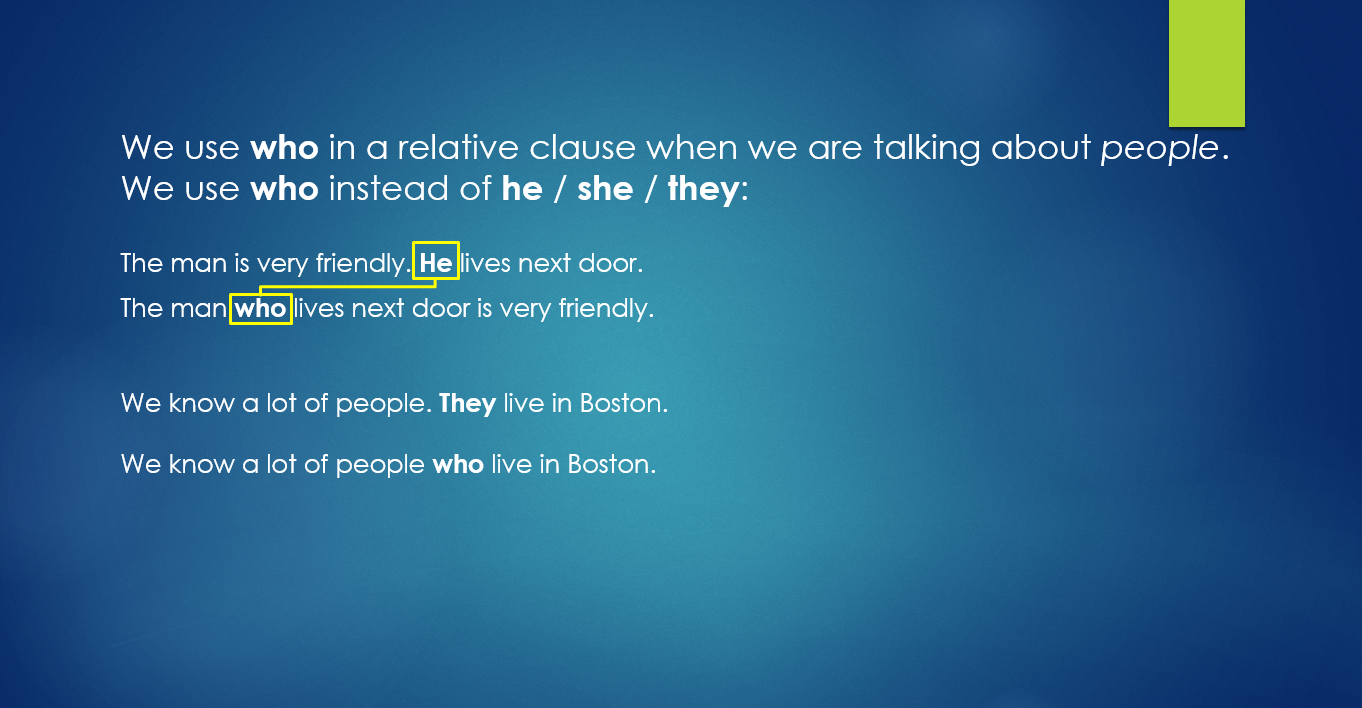 We use who in a relative clause when we are talking about people.
We use who instead of he / she / they:
The man is very friendly. He lives next door.
The man who lives next door is very friendly.
We know a lot of people. They live in Boston.
We know a lot of people who live in Boston.